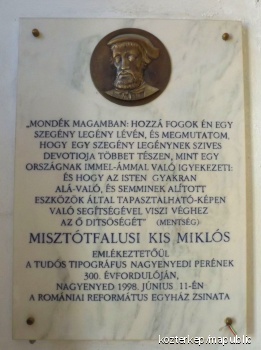 „MONDÉK MAGAMBAN: HOZZÁ FOGOK ÉN EGY
SZEGÉNY LEGÉNY LÉVÉN, ÉS MEGMUTATOM,
HOGY EGY SZEGÉNY LEGÉNYNEK SZIVES
DEVOTIOJA TÖBBET TÉSZEN, MINT EGY
ORSZÁGNAK IMMEL-ÁMMAL VALÓ IGYEKEZETI:
ÉS HOGY AZ ISTEN GYAKRAN
ALÁ-VALÓ, ÉS SEMMINEK ALÍTOTT
ESZKÖZÖK ÁLTAL TAPASZTALHATÓ-KÉPEN
VALÓ SEGÍTSÉGÉVEL VISZI VÉGHEZ
AZ Ő DITSŐSÉGÉT (MENTSÉG)
MISZTÓTFALUSI KIS MIKLÓS
EMLÉKEZTETŐÜL
A TUDÓS TIPOGRÁFUS NAGYENYEDI PERÉNEK
300. ÉVFORDULÓJÁN,
NAGYENYED 1998. JÚNIUS 11-ÉN
A ROMÁNIAI REFORMÁTUS EGYHÁZ ZSINATA
kozterkep/mapublic